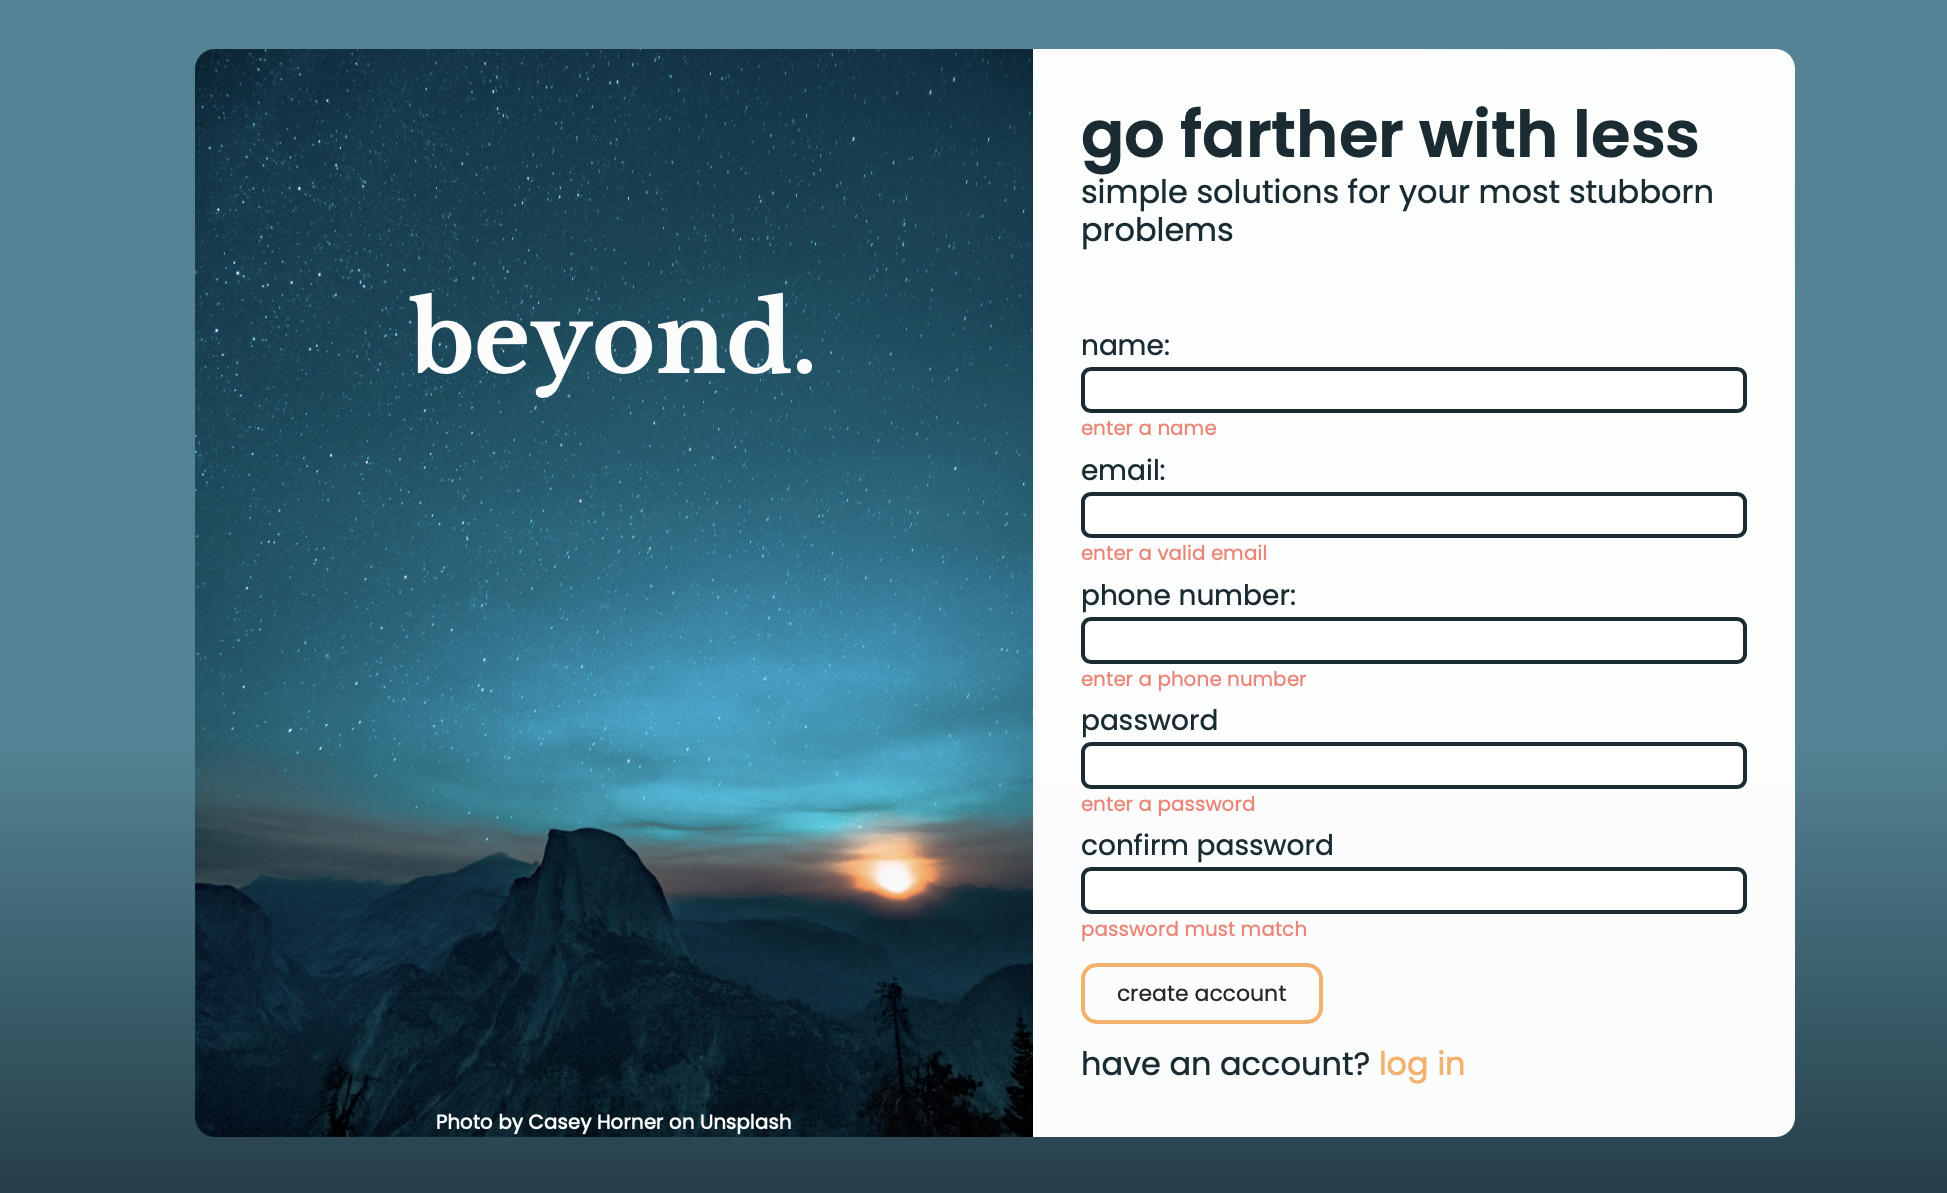 beyond.
Photo by Casey Horner on Unsplash
go farther with less
simple solutions for your most stubborn
problems
name:
enter a name
email:
enter a valid email
phone number:
enter a phone number
password
enter a password
confirm password
password must match
create account
have an account? log in